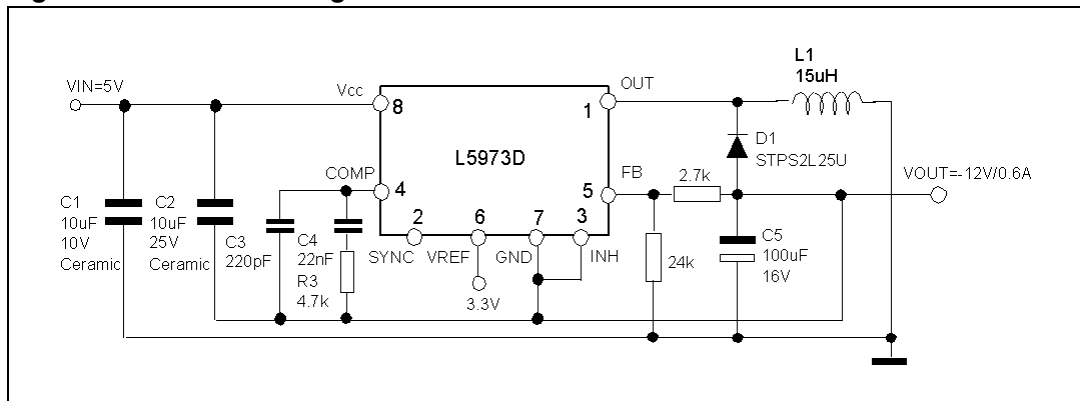 L1
15uH
VIN=5V
Vcc
OUT
8
1
L5973D
D1
STPS2L25U
COMP
4
5
FB
2.7k
VOUT=-12V/0.6A
C1
10uF
10V
Ceramic
C2
10uF
25V
Ceramic
C3
220pF
C4
22nF
R3
4.7k
2
6
7
3
SYNC
VREF
GND
INH
3.3V
24k
C5
100uF
16V